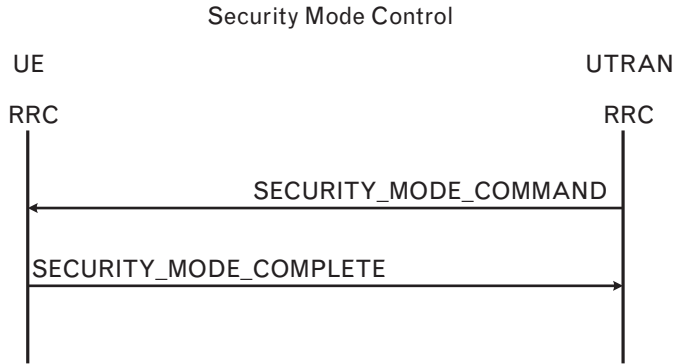 Security Mode Control
UE UTRAN
RRC RRC
SECURITY_MODE_COMMAND
SECURITY_MODE_COMPLETE